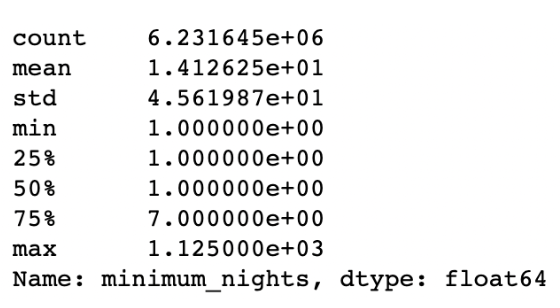 count 6.231645e+06
mean 1.412625e+01
std 4.561987e+01
min 1.000000e+00
25% 1.000000e+00
50% 1.000000e+00
75% 7.000000e+00
max 1.125000e+03
Name: minimum_nights, dtype: float64